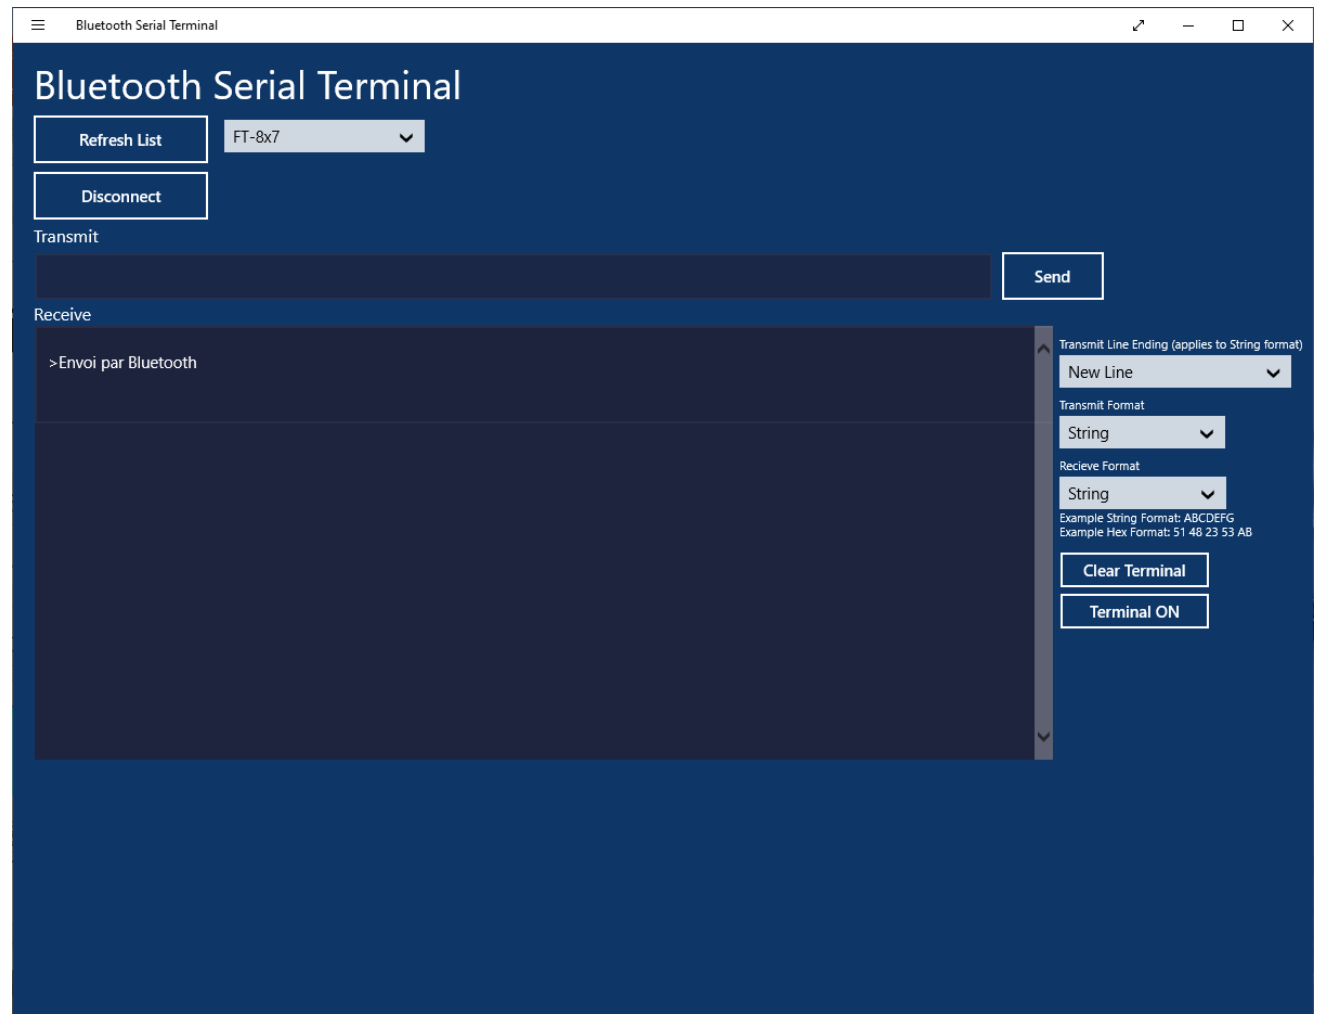 Bluetooth Serial Terminal
Bluetooth Serial Terminal
Refresh List
FT-8x7
Disconnect
Transmit
Send
Receive
>Envoi par Bluetooth
Transmit Line Ending (applies to String format)
New Line
Transmit Format
String
Recieve Format
String
Example String Format: ABCDEFG
Example Hex Format: 51 48 23 53 AB
Clear Terminal
Terminal ON